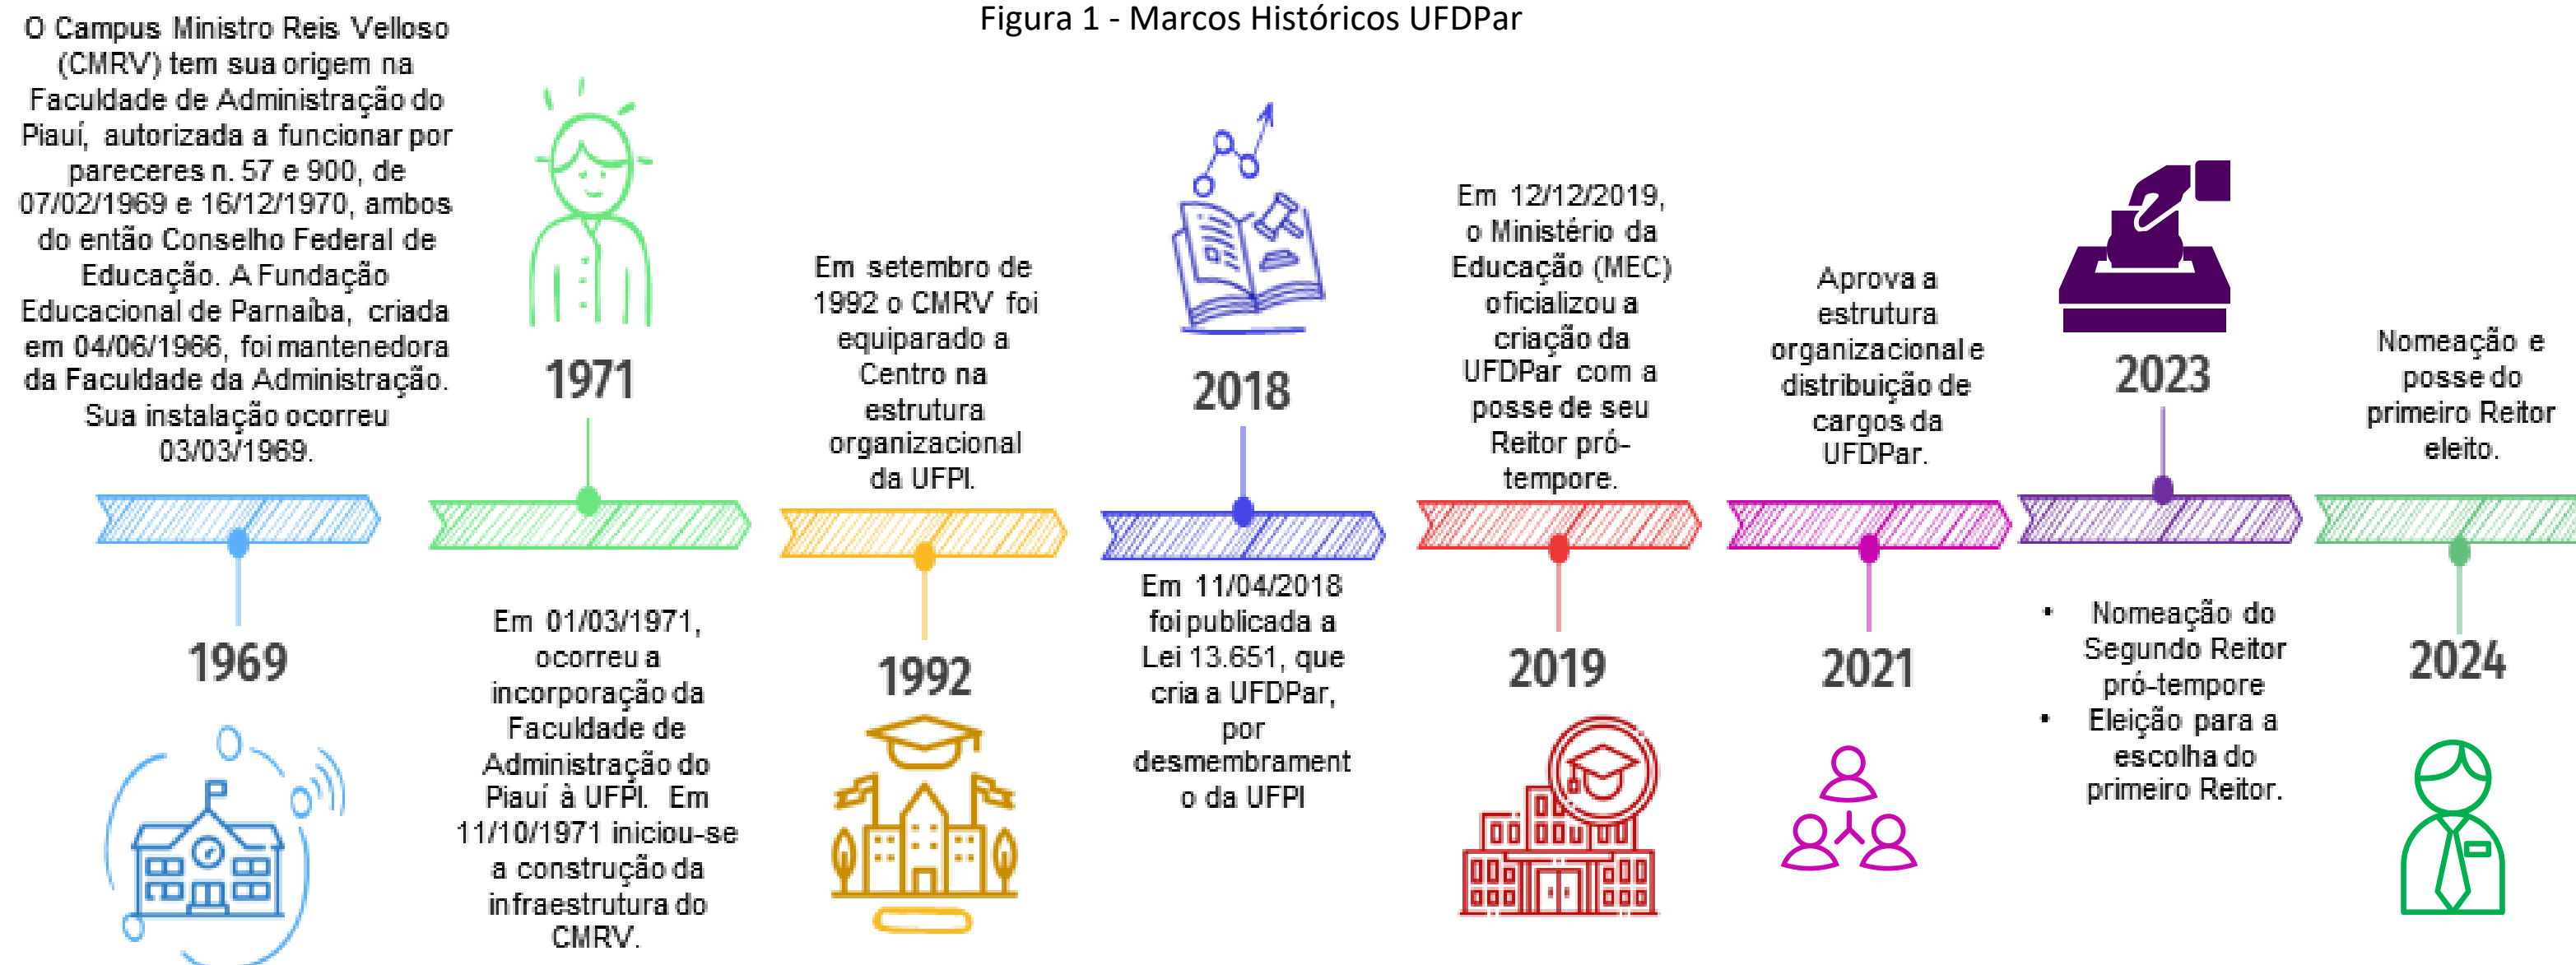 Figura 1 - Marcos Históricos UFDPar
O Campus Ministro Reis Velloso
(CMRV) tem sua origem na
Faculdade de Administração do
Piauí, autorizada a funcionar por
pareceres n. 57 e 900, de
07/02/1969 e 16/12/1970, ambos
do então Conselho Federal de
Educação. A Fundação
Educacional de Parnaíba, criada
em 04/06/1966, foi mantenedora
da Faculdade da Administração.
Sua instalação ocorreu
03/03/1969.
1969
1971
Em 01/03/1971,
ocorreu a
incorporação da
Faculdade de
Administração do
Piauí à UFPI. Em
11/10/1971 iniciou-se
a construção da
infraestrutura do
CMRV.
Em setembro de
1992 o CMRV foi
equiparado a
Centro na
estrutura
organizacional
da UFPI.
1992
2018
Em 11/04/2018
foi publicada a
Lei 13.651, que
cria a UFDPar,
por
desmembrament
o da UFPI
Em 12/12/2019,
o Ministério da
Educação (MEC)
oficializou a
criação da
UFDPar com a
posse de seu
Reitor pró-
tempore.
2019
Aprova a
estrutura
organizacional e
distribuição de
cargos da
UFDPar.
2021
2023
• Nomeação do
Segundo Reitor
pró-tempore
• Eleição para a
escolha do
primeiro Reitor.
Nomeação e
posse do
primeiro Reitor
eleito.
2024